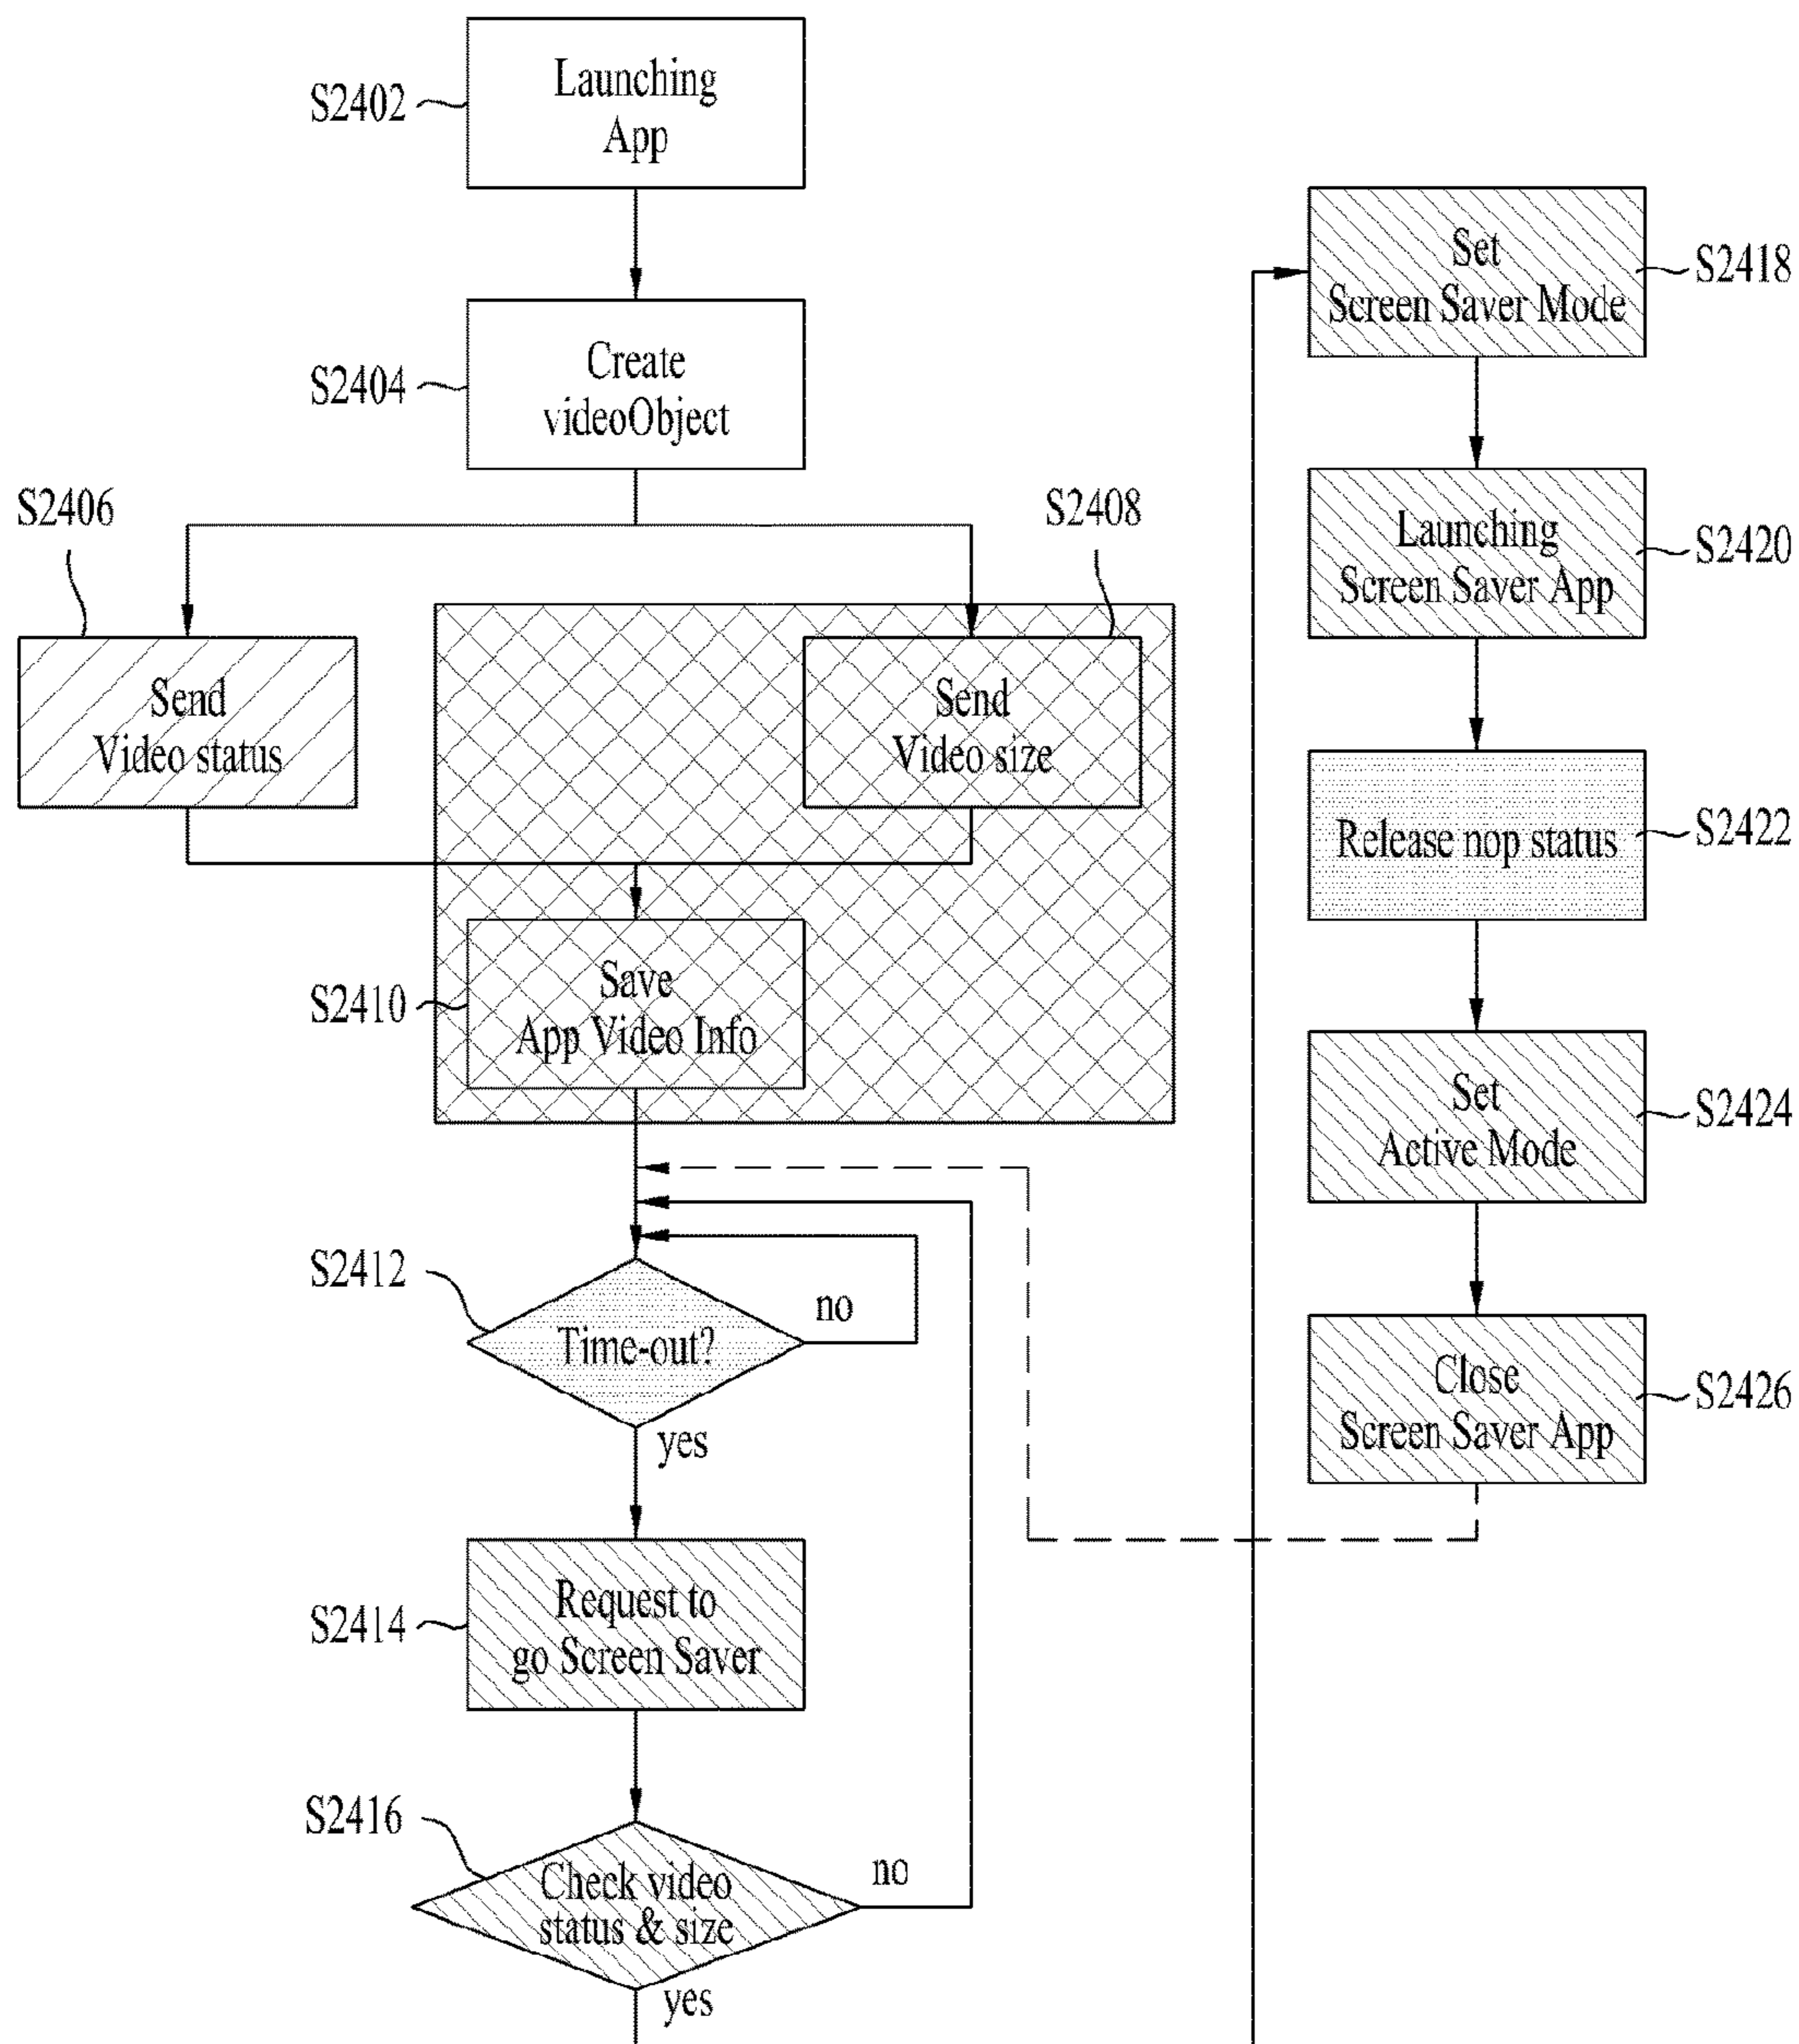 S2402
Launching
App
S2404
Create
videoObject
S2406
Send
Video status
S2408
Send
Video size
S2410
Save
App Video Info
S2412
Time-out?
no
yes
S2414
Request to
go Screen Saver
S2416
Check video
status & size
no
yes
Set
Screen Saver Mode
S2418
Launching
Screen Saver App
S2420
Release nop status
S2422
Set
Active Mode
S2424
Close
Screen Saver App
S2426